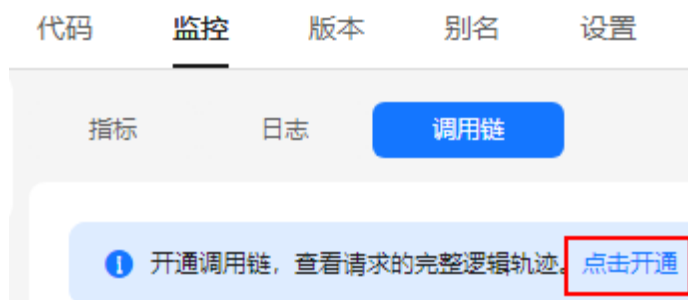 代码 监控 版本 别名 设置
指标 日志 调用链
开通调用链，查看请求的完整逻辑轨迹。点击开通